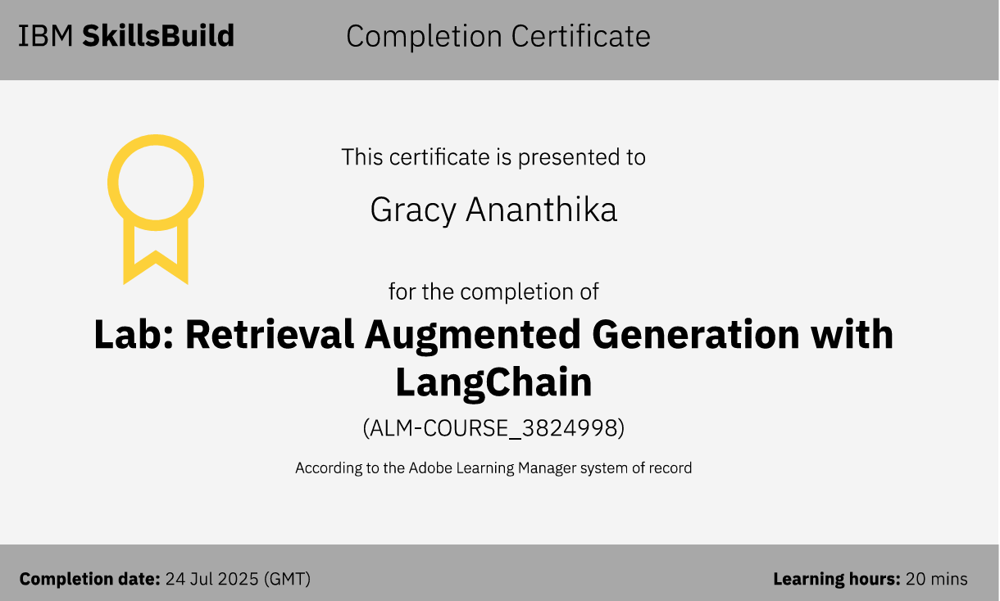 IBM SkillsBuild
Completion Certificate
This certificate is presented to
Gracy Ananthika
for the completion of
Lab: Retrieval Augmented Generation with
LangChain
(ALM-COURSE_3824998)
According to the Adobe Learning Manager system of record
Completion date: 24 Jul 2025 (GMT)
Learning hours: 20 mins